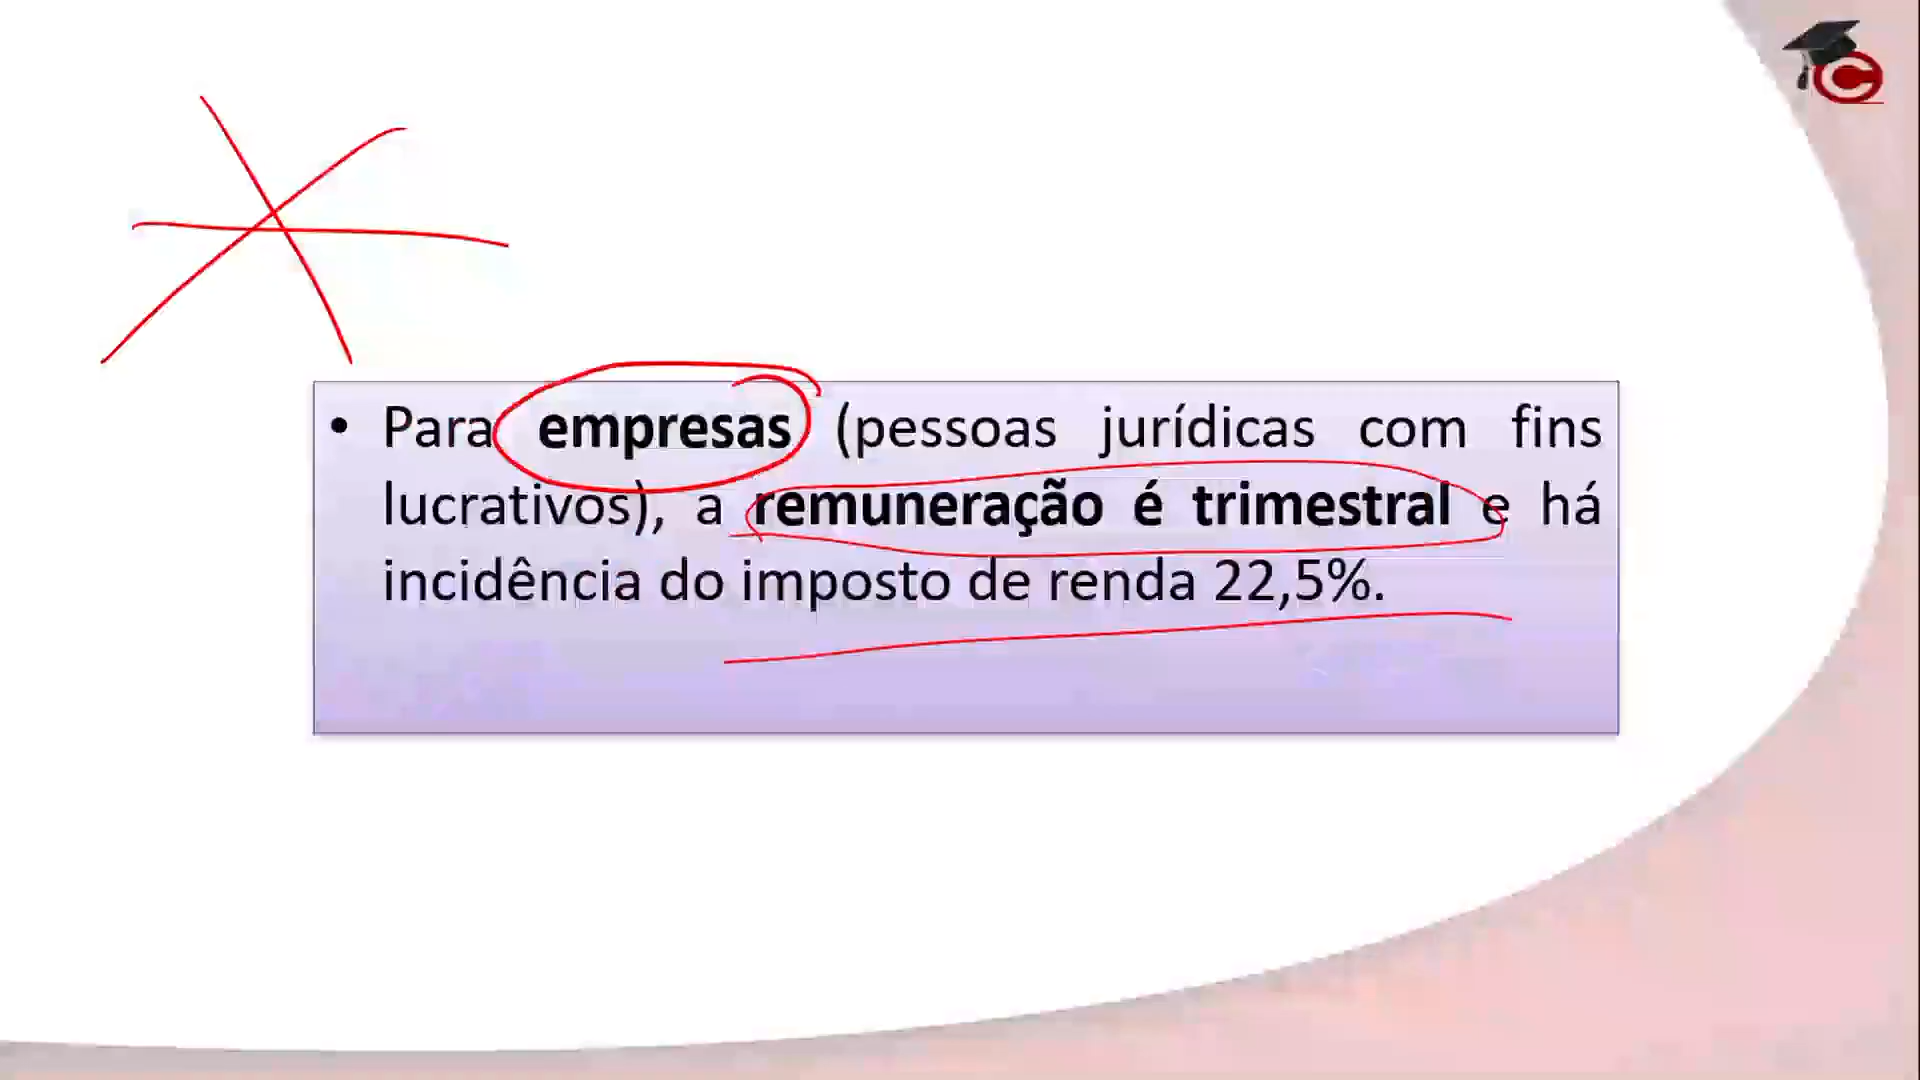 • Para empresas (pessoas jurídicas com fins
lucrativos), a remuneração é trimestral e há
incidência do imposto de renda 22,5%.